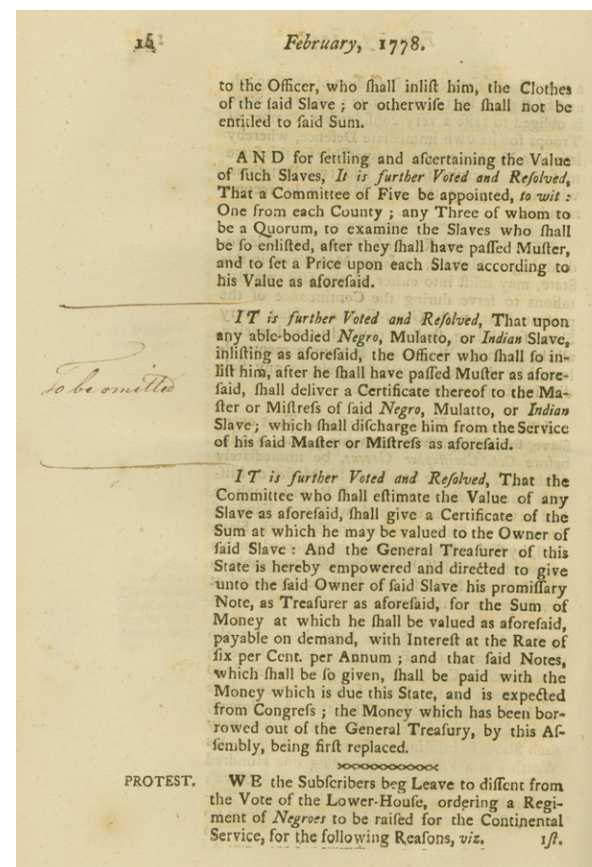 16
February, 1778.
to the Officer, who ſhall inliſt him, the Clothes
of the ſaid Slave ; or otherwiſe he ſhall not be
entitled to ſaid Sum.
AND for ſettling and aſcertaining the Value
of ſuch Slaves, It is further Voted and Reſolved,
That a Committee of Five be appointed, to wit :
One from each County ; any Three of whom to
be a Quorum, to examine the Slaves who ſhall
be ſo enliſted, after they ſhall have paſſed Muſter,
and to ſet a Price upon each Slave according to
his Value as aforeſaid.
IT is further Voted and Reſolved, That upon
any able-bodied Negro, Mulatto, or Indian Slave,
inliſting as aforeſaid, the Officer who ſhall ſo in-
liſt him, after he ſhall have paſſed Muſter as afore-
ſaid, ſhall deliver a Certificate thereof to the Ma-
ſter or Miſtreſs of ſaid Negro, Mulatto, or Indian
Slave ; which ſhall diſcharge him from the Service
of his ſaid Maſter or Miſtreſs as aforeſaid.
To be omitted
IT is further Voted and Reſolved, That the
Committee who ſhall eſtimate the Value of any
Slave as aforeſaid, ſhall give a Certificate of the
Sum at which he may be valued to the Owner of
ſaid Slave : And the General Treaſurer of this
State is hereby empowered and directed to give
unto the ſaid Owner of ſaid Slave his promiſſary
Note, as Treaſurer as aforeſaid, for the Sum of
Money at which he ſhall be valued as aforeſaid,
payable on demand, with Intereſt at the Rate of
ſix per Cent. per Annum ; and that ſaid Notes,
which ſhall be ſo given, ſhall be paid with the
Money which is due this State, and is expected
from Congreſs ; the Money which has been bor-
rowed out of the General Treaſury, by this Aſ-
ſembly, being firſt replaced.
PROTEST. WE the Subſcribers beg Leave to diſſent from
the Vote of the Lower-Houſe, ordering a Regi-
ment of Negroes to be raiſed for the Continental
Service, for the following Reaſons, viz. 1ſt.